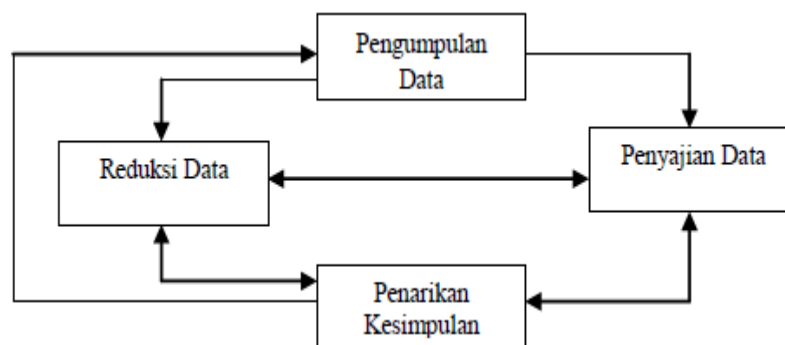 Pengumpulan
Data
Reduksi Data
Penyajian Data
Penarikan
Kesimpulan